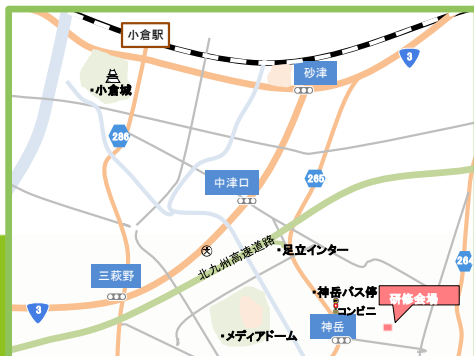 小倉駅
3
砂津
・小倉城
286
265
中津口
北九州高速道路
・足立インター
264
三萩野
・神岳バス停
研修会場
コンビニ
3
神岳
・メディアドーム